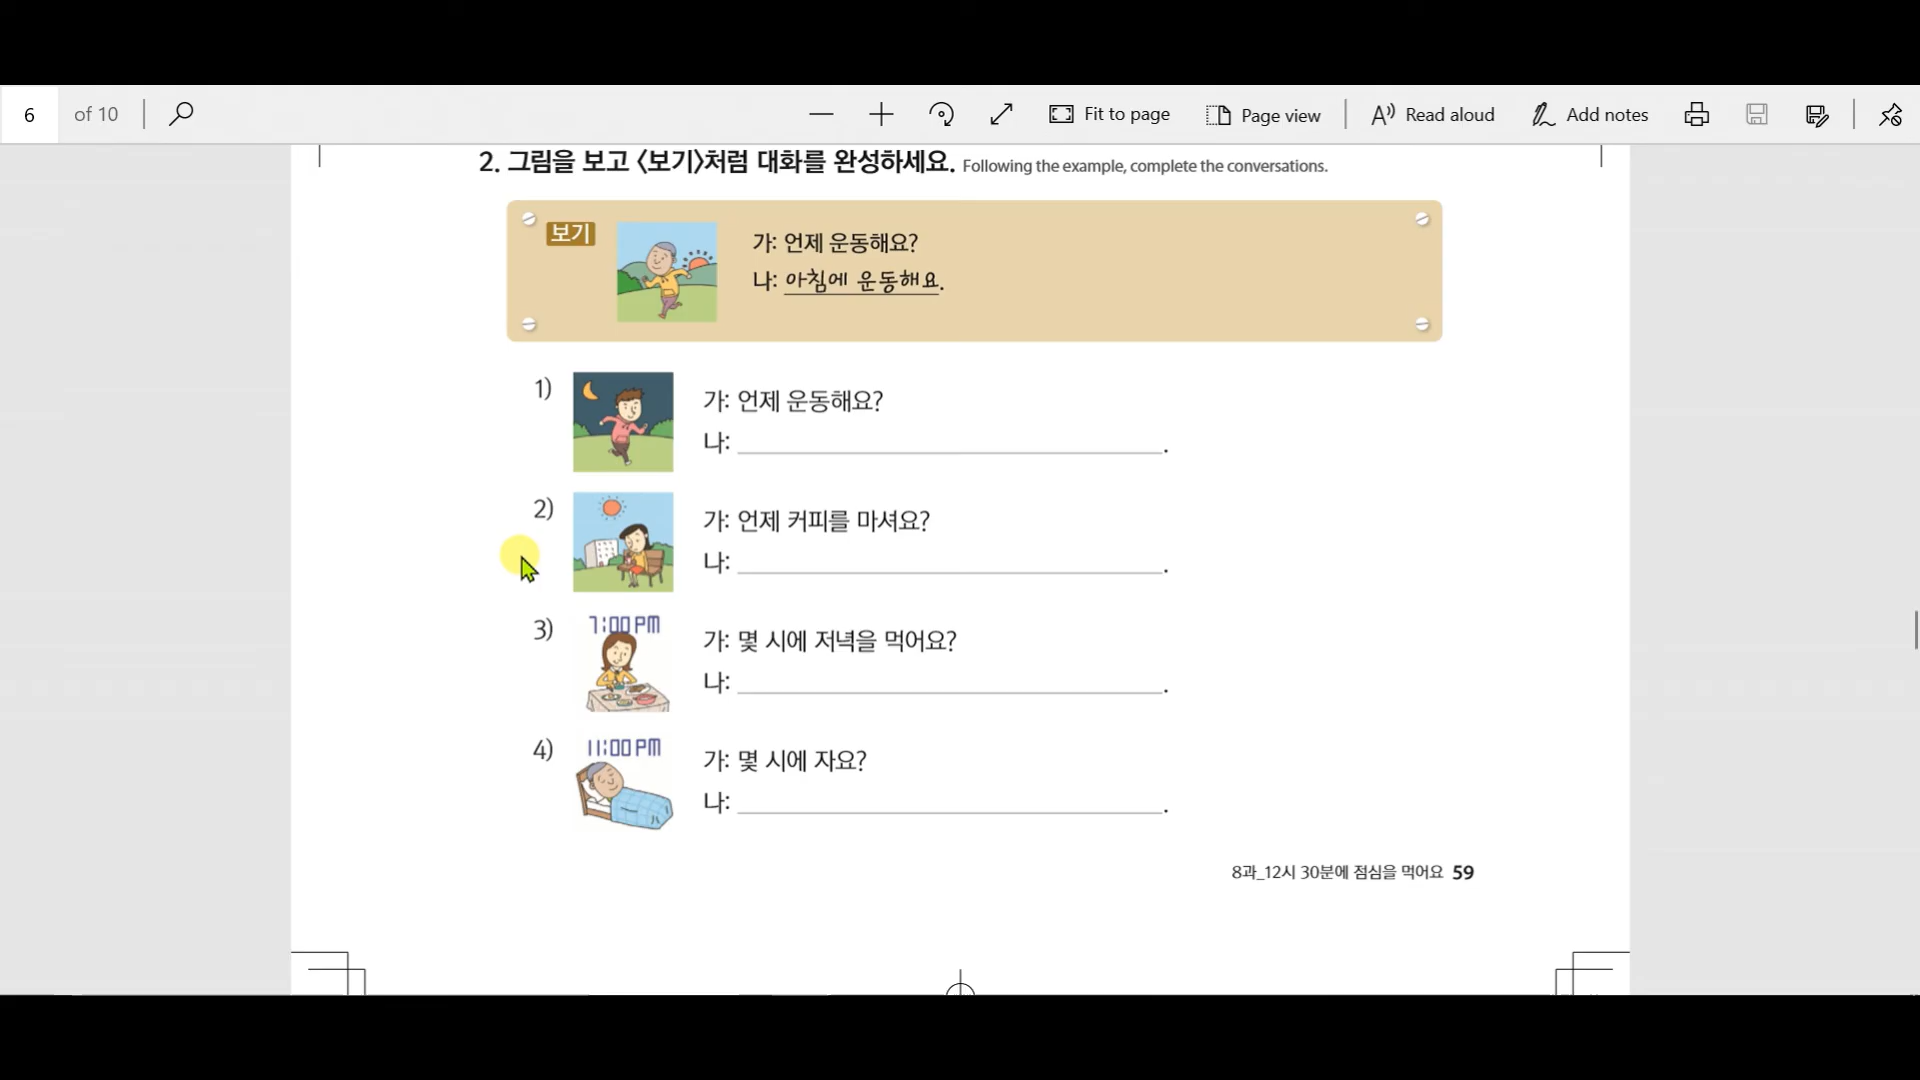 6 of 10 Fit to page Page view Read aloud Add notes
2. 그림을 보고 <보기>처럼 대화를 완성하세요. Following the example, complete the conversations.
보기
가: 언제 운동해요?
나: 아침에 운동해요.
1)
가: 언제 운동해요?
나: .
2)
가: 언제 커피를 마셔요?
나: .
3)
7:00 PM
가: 몇 시에 저녁을 먹어요?
나: .
4)
11:00 PM
가: 몇 시에 자요?
나: .
8과_12시 30분에 점심을 먹어요 59